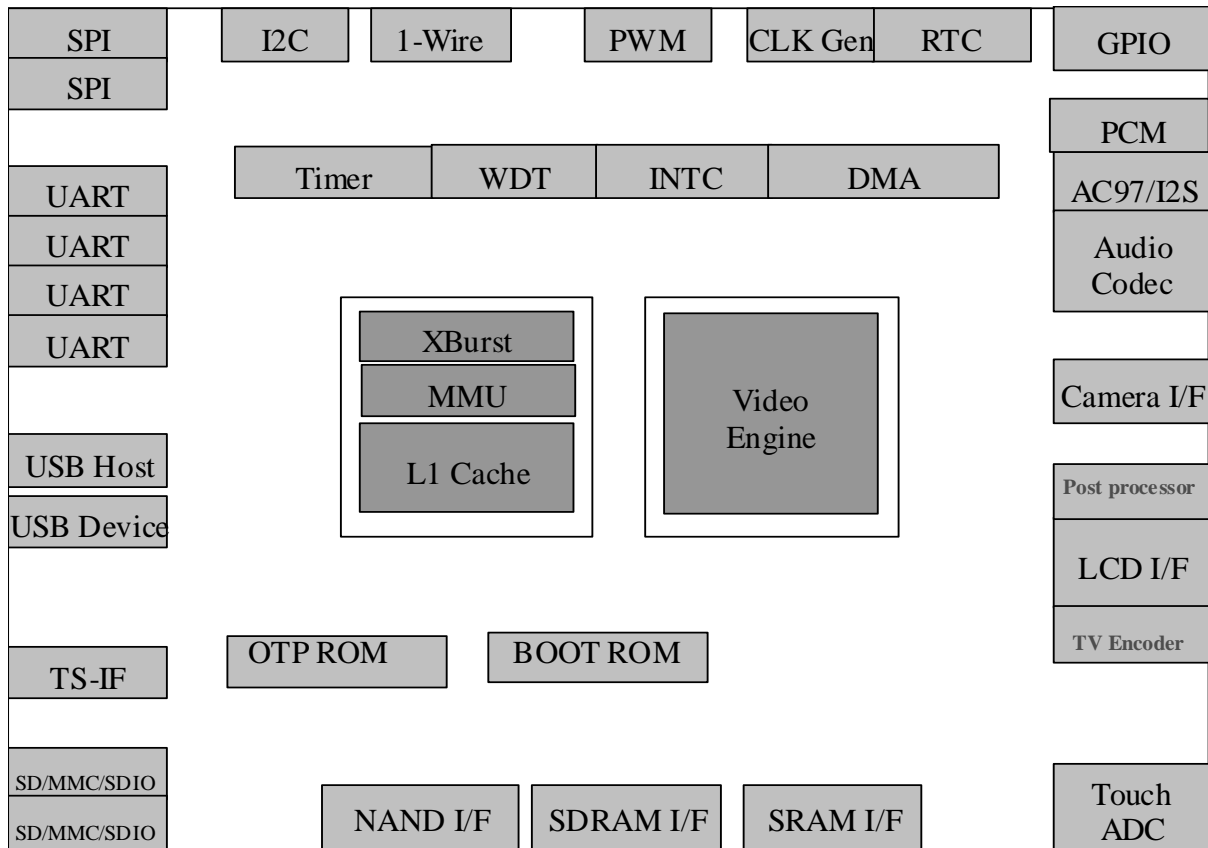 SPI
I2C
1-Wire
PWM
CLK Gen
RTC
GPIO
SPI
PCM
Timer
WDT
INTC
DMA
AC97/I2S
UART
UART
UART
UART
Audio
Codec
XBurst
MMU
L1 Cache
Video
Engine
Camera I/F
USB Host
USB Device
Post processor
LCD I/F
TV Encoder
OTP ROM
BOOT ROM
TS-IF
SD/MMC/SDIO
SD/MMC/SDIO
NAND I/F
SDRAM I/F
SRAM I/F
Touch
ADC